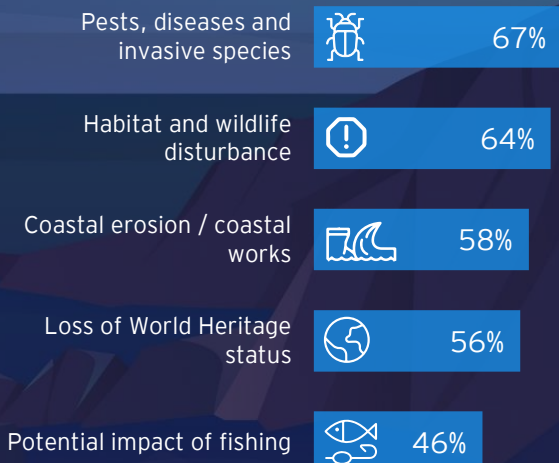 Pests, diseases and
invasive species
67%
Habitat and wildlife
disturbance
64%
Coastal erosion / coastal
works
58%
Loss of World Heritage
status
56%
Potential impact of fishing
46%